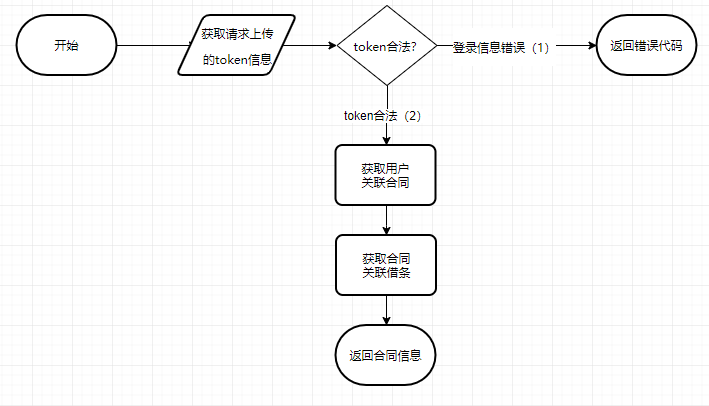 开始
获取请求上传
的token信息
token合法?
登录信息错误（1）
返回错误代码
token合法（2）
获取用户
关联合同
获取合同
关联借条
返回合同信息